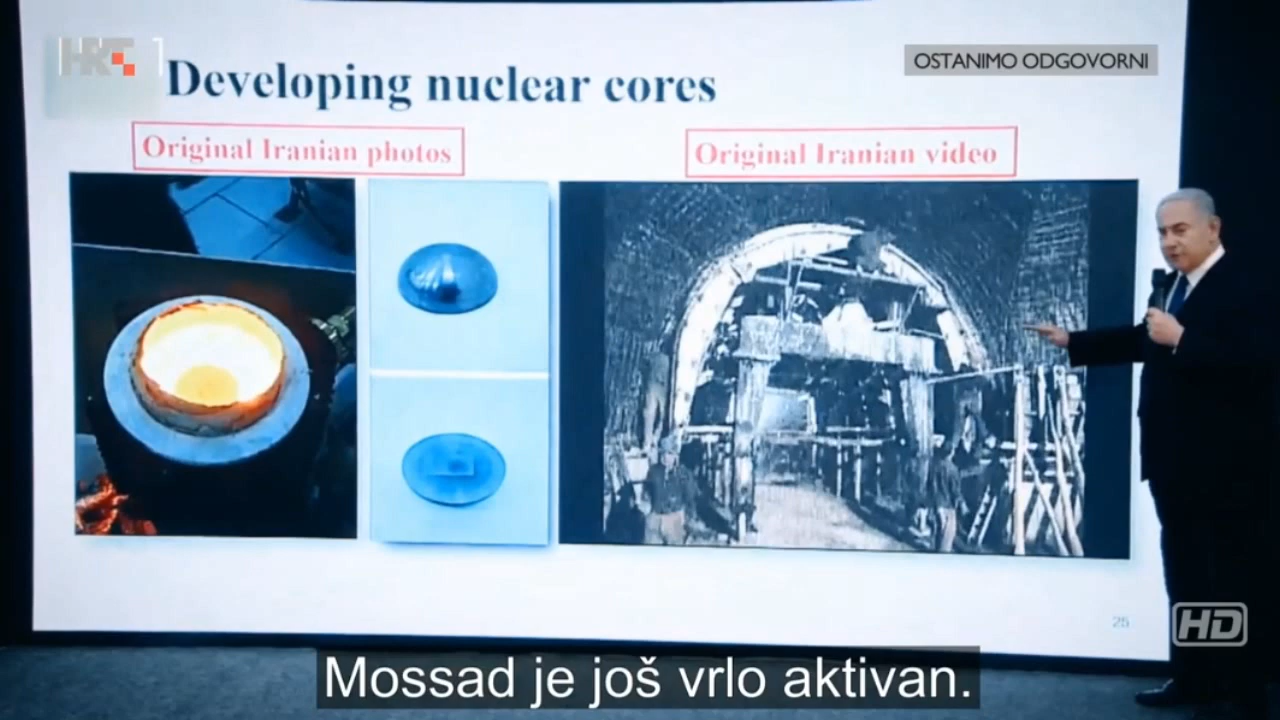 HRT 1
OSTANIMO ODGOVORNI
Developing nuclear cores
Original Iranian photos
Original Iranian video
25
HD
Mossad je još vrlo aktivan.